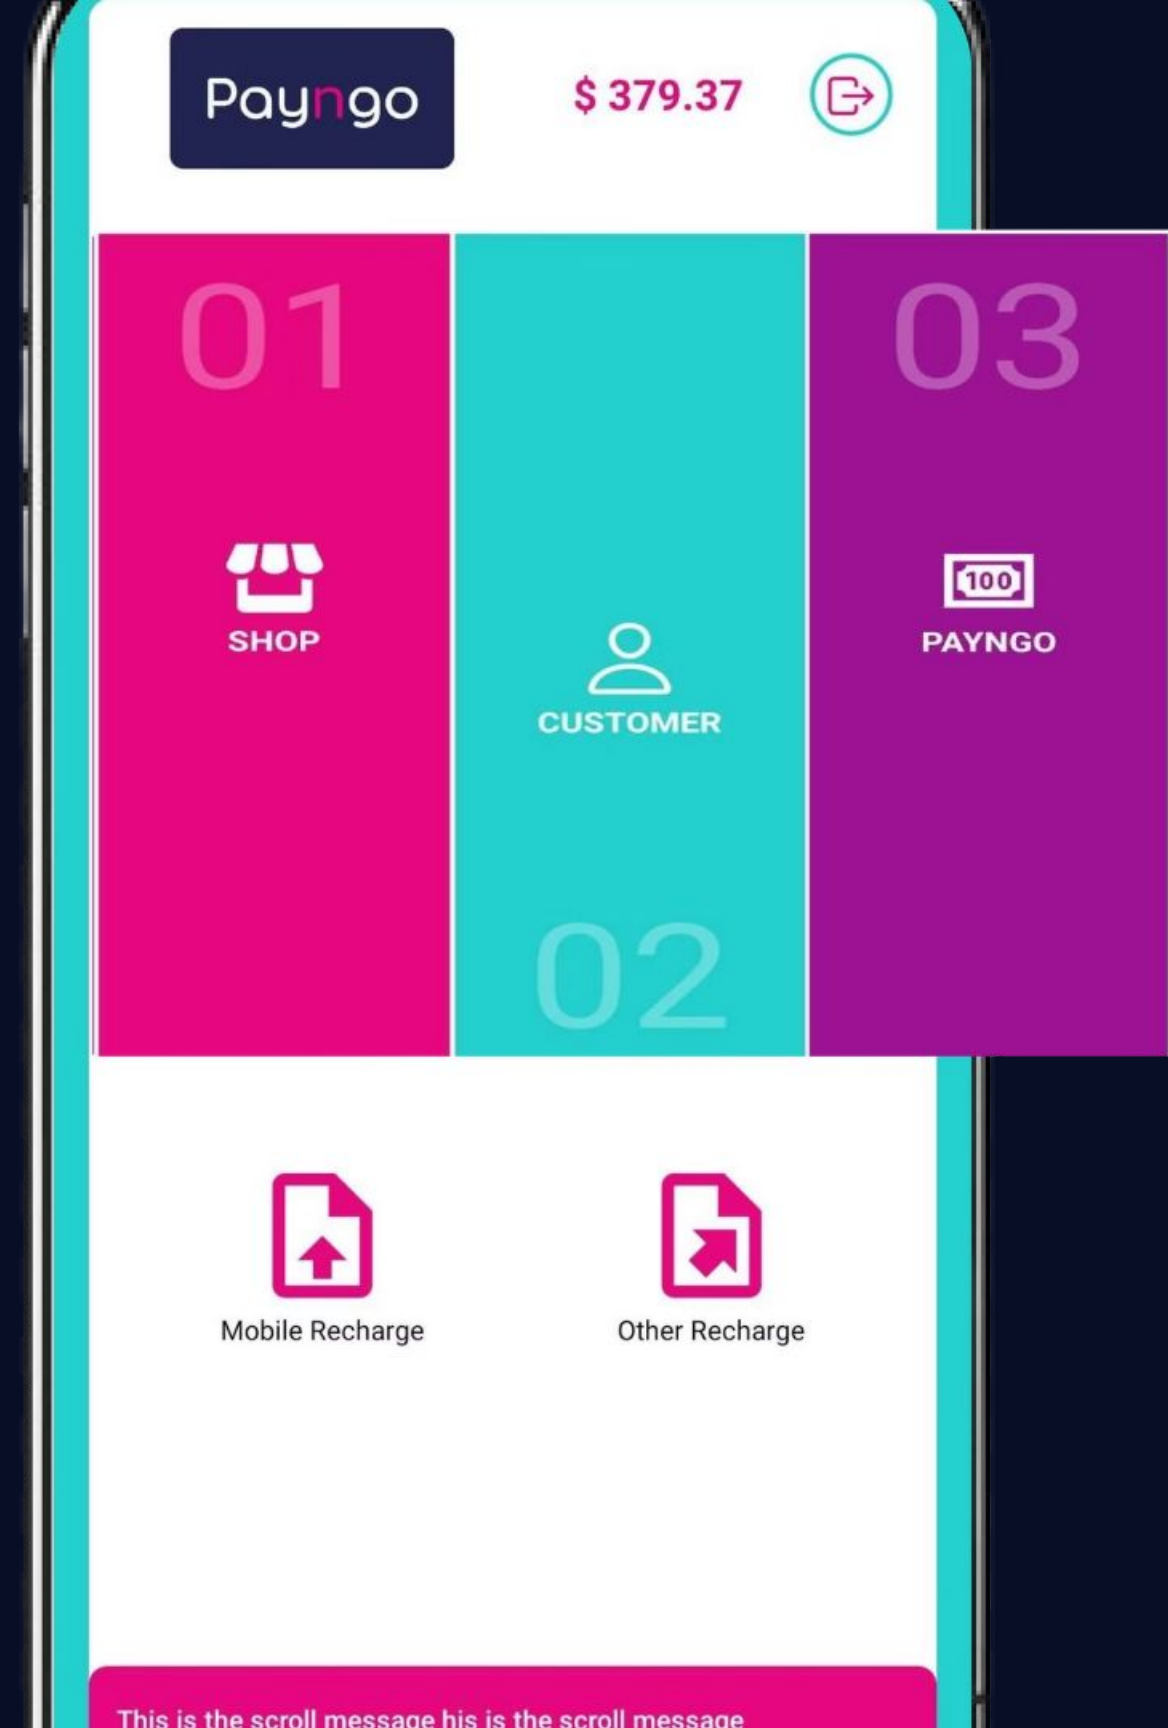 Payngo
$ 379.37
01
03
SHOP
100
PAYNGO
CUSTOMER
02
Mobile Recharge
Other Recharge
This is the scroll message his is the scroll message